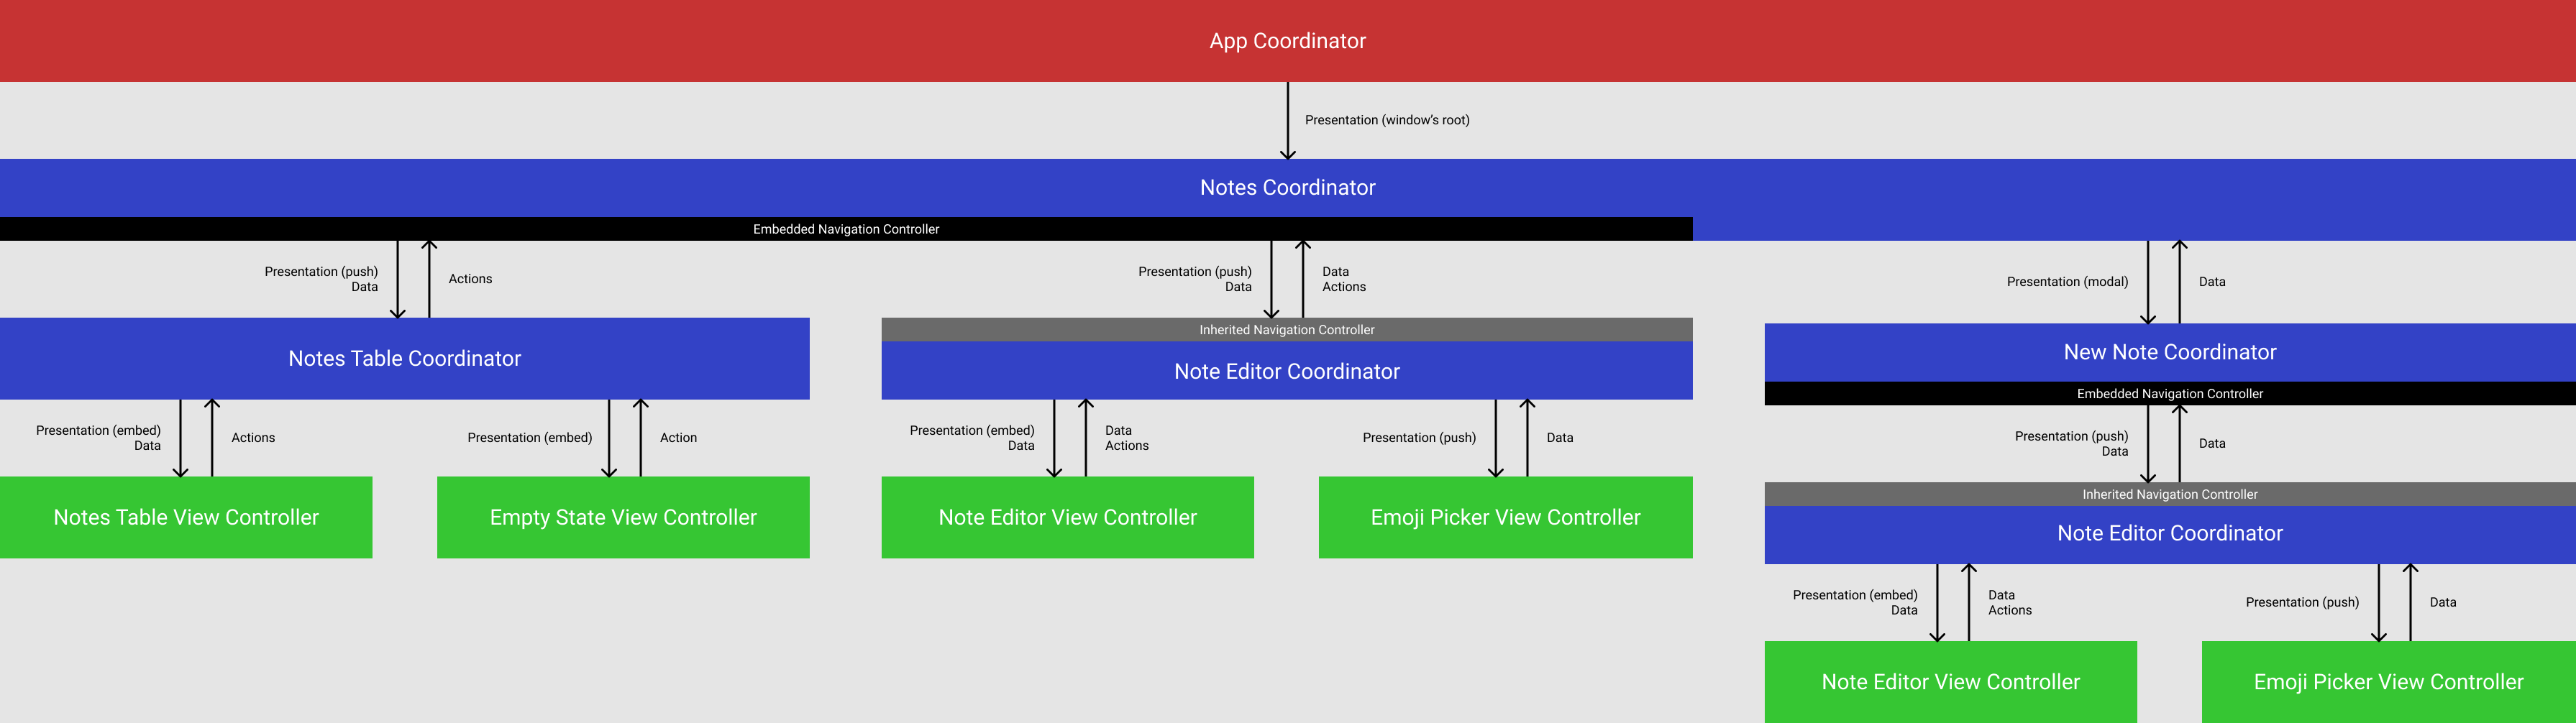 App Coordinator
Presentation (window’s root)
Notes Coordinator
Embedded Navigation Controller
Presentation (push)
Data
Actions
Presentation (push)
Data
Data
Actions
Presentation (modal)
Data
Notes Table Coordinator
Inherited Navigation Controller
Note Editor Coordinator
New Note Coordinator
Embedded Navigation Controller
Presentation (embed)
Data
Actions
Presentation (embed)
Action
Presentation (embed)
Data
Data
Actions
Presentation (push)
Data
Presentation (push)
Data
Data
Notes Table View Controller
Empty State View Controller
Note Editor View Controller
Emoji Picker View Controller
Inherited Navigation Controller
Note Editor Coordinator
Presentation (embed)
Data
Data
Actions
Presentation (push)
Data
Note Editor View Controller
Emoji Picker View Controller